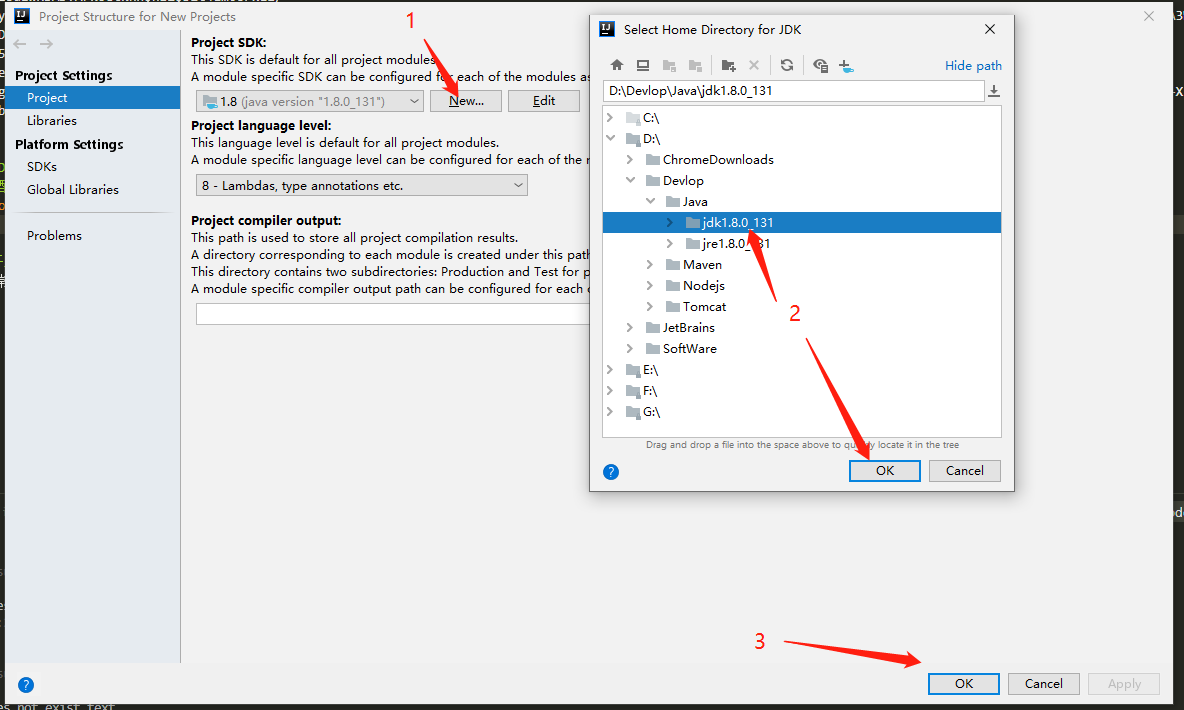 Project Structure for New Projects
Project Settings
Project
Libraries
Platform Settings
SDKs
Global Libraries
Problems
Project SDK:
This SDK is default for all project modules
A module specific SDK can be configured for each of the modules as
1.8 (java version "1.8.0_131")
New...
Edit
Project language level:
This language level is default for all project modules.
A module specific language level can be configured for each of the
8 - Lambdas, type annotations etc.
Project compiler output:
This path is used to store all project compilation results.
A directory corresponding to each module is created under this path
This directory contains two subdirectories: Production and Test for
A module specific compiler output path can be configured for each
1
Select Home Directory for JDK
Hide path
D:\Devlop\Java\jdk1.8.0_131
C:\
D:\
ChromeDownloads
Devlop
Java
jdk1.8.0_131
jre1.8.0_131
Maven
Nodejs
Tomcat
JetBrains
SoftWare
E:\
F:\
G:\
2
Drag and drop a file into the space above to quickly locate it in the tree
OK
Cancel
3
OK
Cancel
Apply